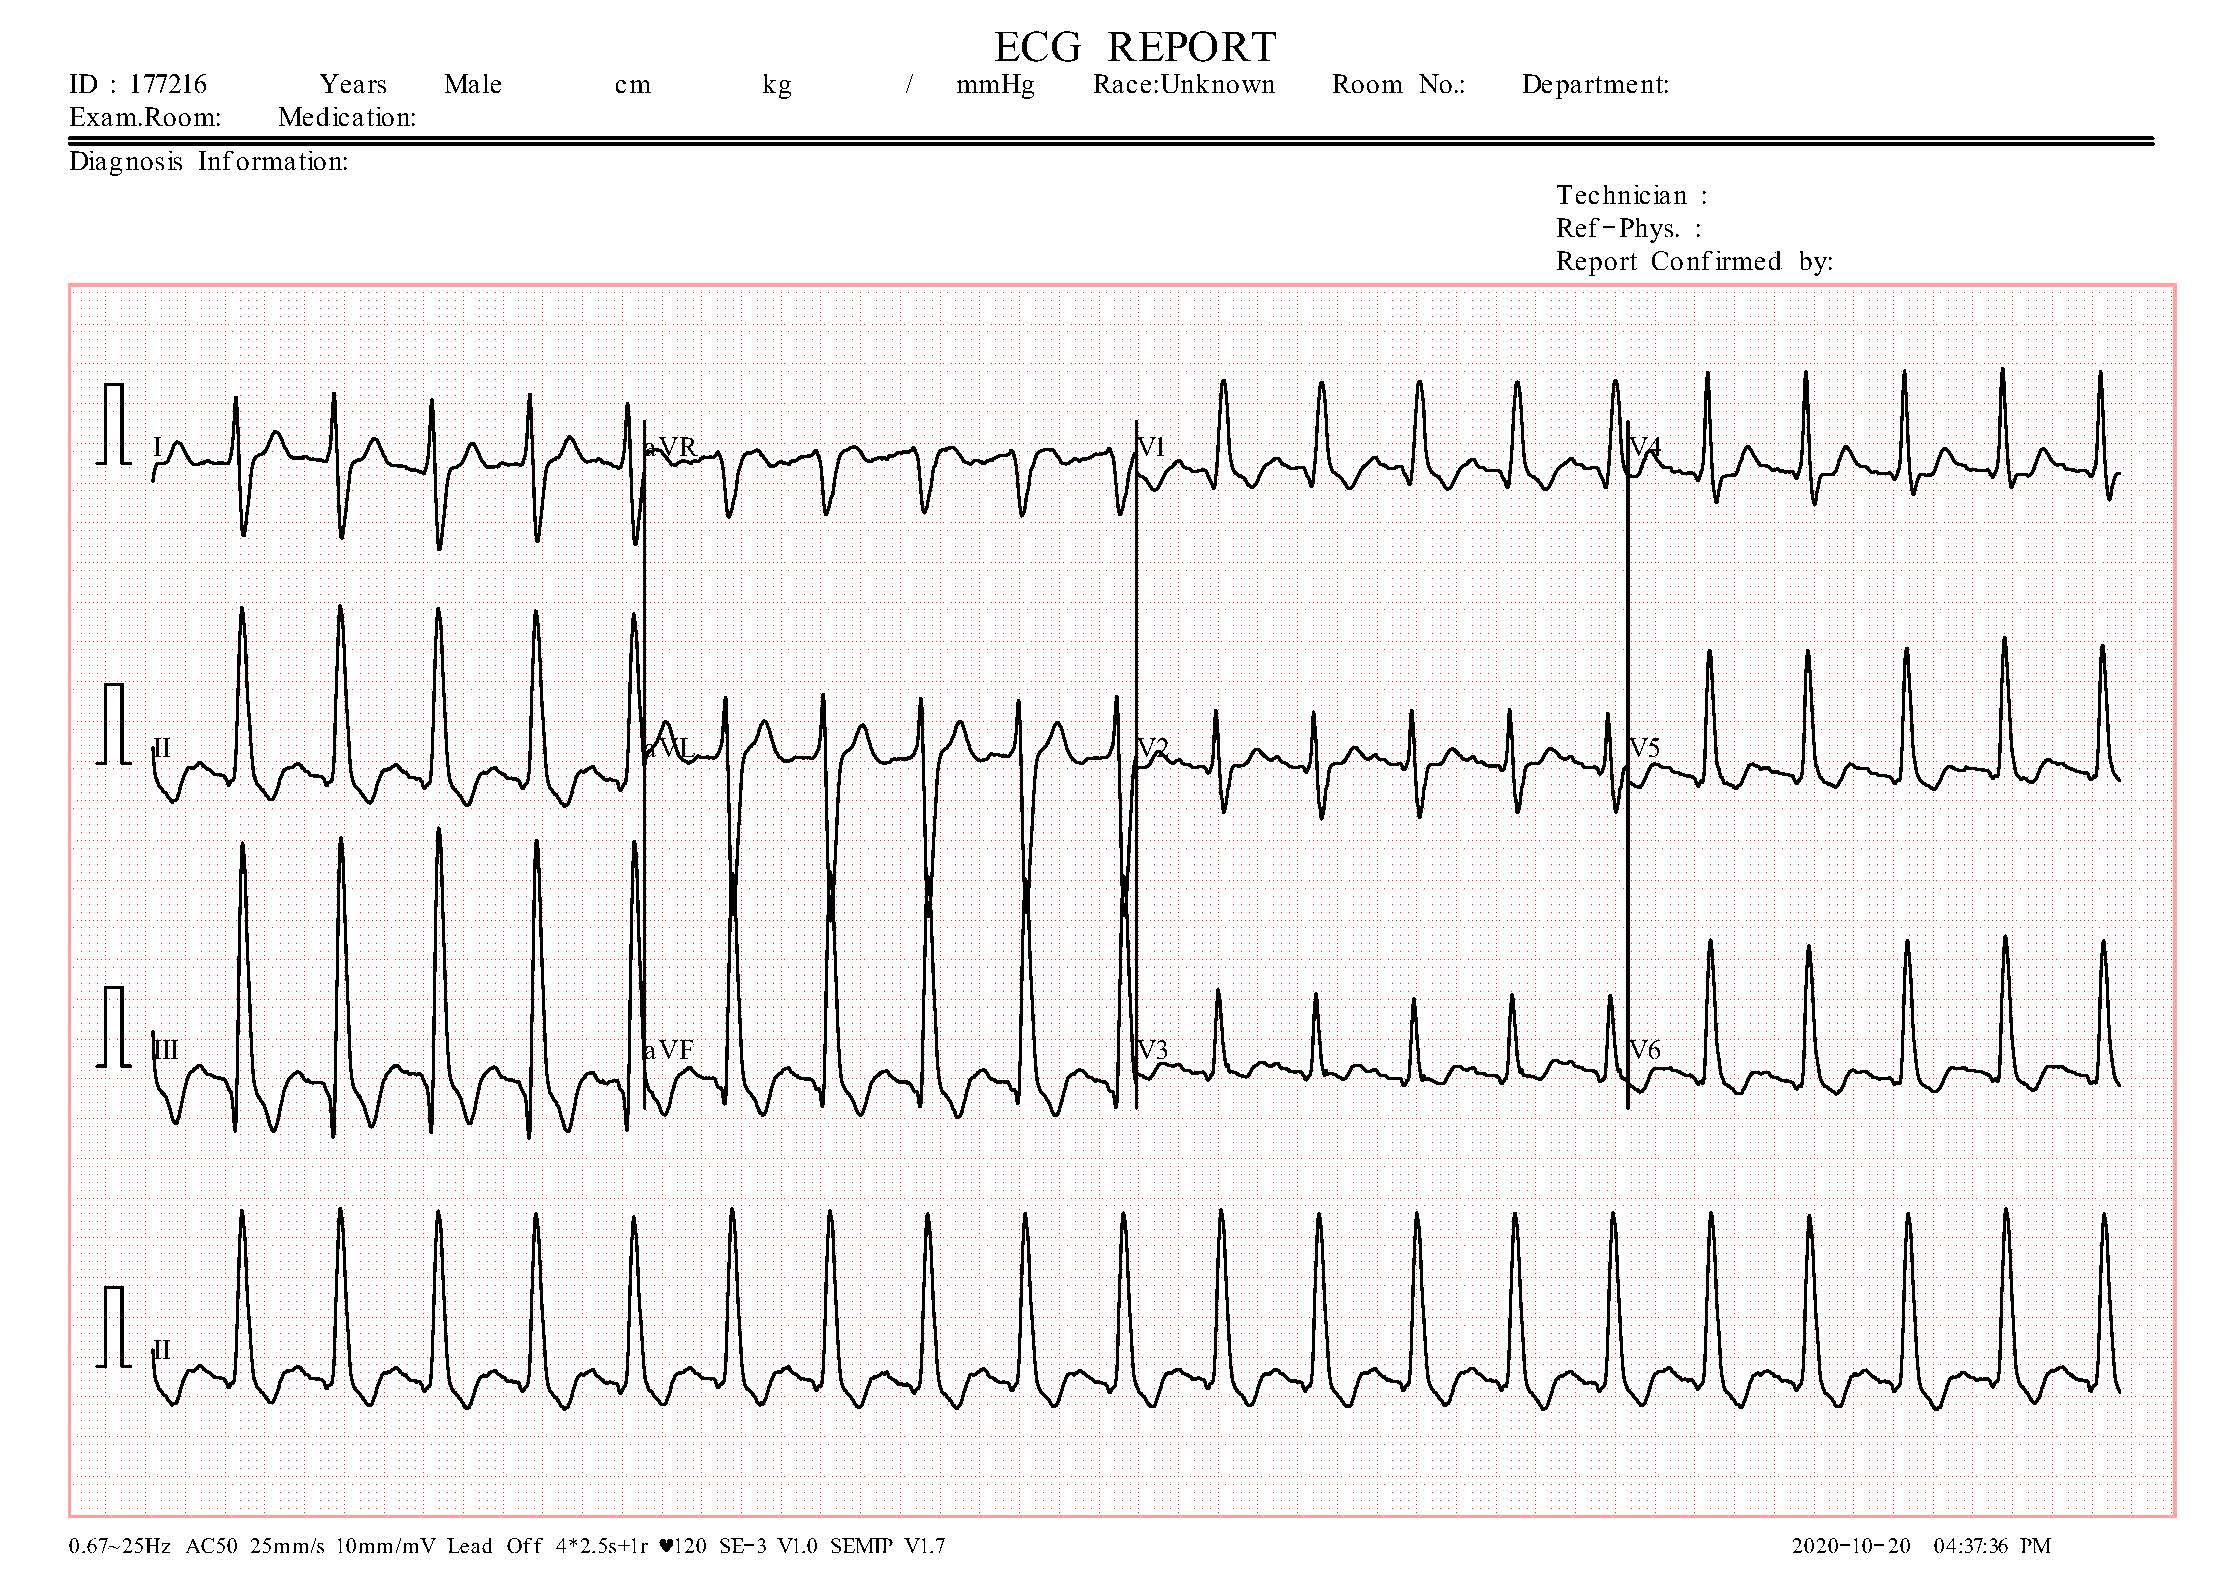 ECG REPORT
ID : 177216 Years Male cm kg / mmHg Race:Unknown Room No.: Department:
Exam.Room: Medication:
Diagnosis Information:
Technician :
Ref-Phys. :
Report Confirmed by:
I aVR V1 V4
II aVL V2 V5
III aVF V3 V6
II
0.67~25Hz AC50 25mm/s 10mm/mV Lead Off 4*2.5s+1r ♥120 SE-3 V1.0 SEMIP V1.7 2020-10-20 04:37:36 PM